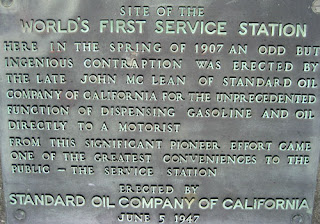 SITE OF THE
WORLD'S FIRST SERVICE STATION
HERE IN THE SPRING OF 1907 AN ODD BUT
INGENIOUS CONTRAPTION WAS ERECTED BY
THE LATE JOHN MC LEAN OF STANDARD OIL
COMPANY OF CALIFORNIA FOR THE UNPRECEDENTED
FUNCTION OF DISPENSING GASOLINE AND OIL
DIRECTLY TO A MOTORIST
FROM THIS SIGNIFICANT PIONEER EFFORT CAME
ONE OF THE GREATEST CONVENIENCES TO THE
PUBLIC - THE SERVICE STATION
ERECTED BY
STANDARD OIL COMPANY OF CALIFORNIA
JUNE 5, 1947